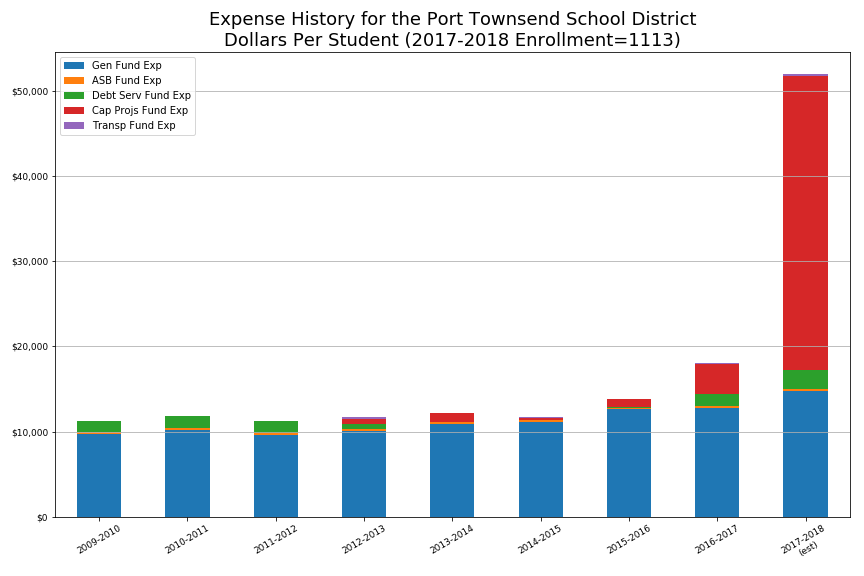 Expense History for the Port Townsend School District
Dollars Per Student (2017-2018 Enrollment=1113)
Gen Fund Exp
ASB Fund Exp
Debt Serv Fund Exp
Cap Projs Fund Exp
Transp Fund Exp
$50,000
$40,000
$30,000
$20,000
$10,000
$0
2009-2010
2010-2011
2011-2012
2012-2013
2013-2014
2014-2015
2015-2016
2016-2017
2017-2018
(est)